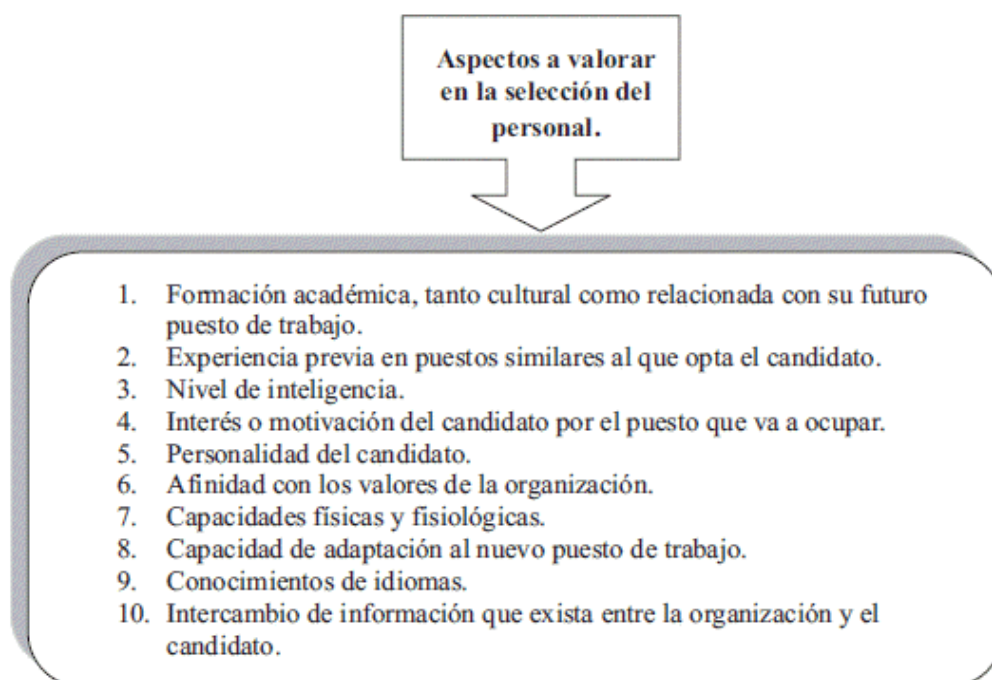 Aspectos a valorar
en la selección del
personal.
1. Formación académica, tanto cultural como relacionada con su futuro
puesto de trabajo.
2. Experiencia previa en puestos similares al que opta el candidato.
3. Nivel de inteligencia.
4. Interés o motivación del candidato por el puesto que va a ocupar.
5. Personalidad del candidato.
6. Afinidad con los valores de la organización.
7. Capacidades físicas y fisiológicas.
8. Capacidad de adaptación al nuevo puesto de trabajo.
9. Conocimientos de idiomas.
10. Intercambio de información que exista entre la organización y el
candidato.